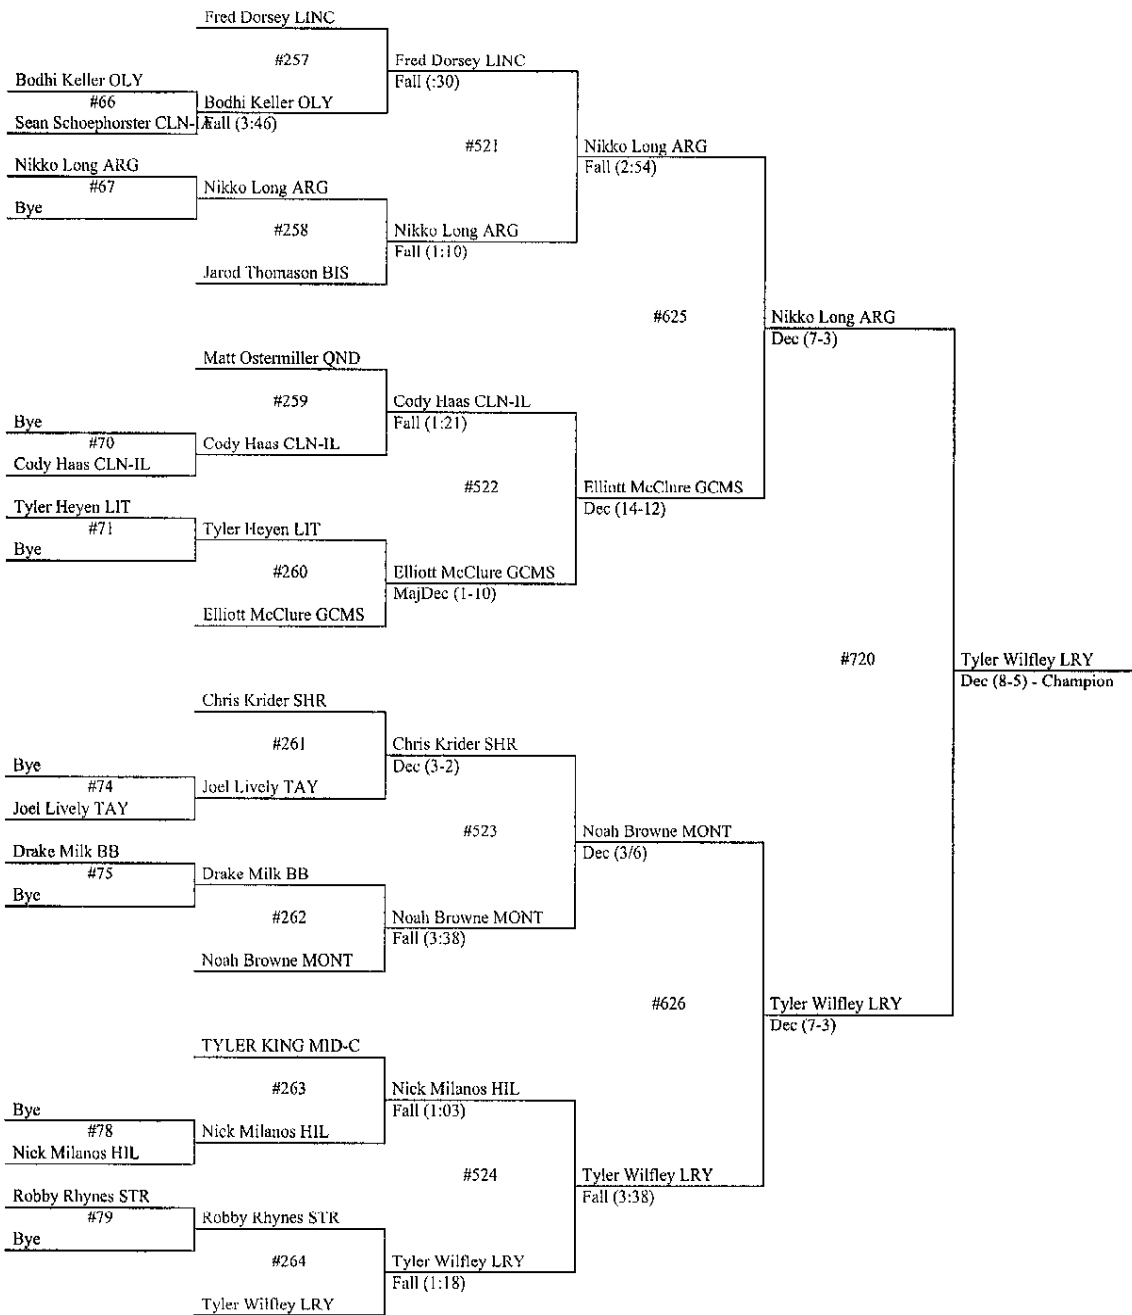 Fred Dorsey LINC
#257
Fred Dorsey LINC
Fall (:30)
Bodhi Keller OLY
#66
Bodhi Keller OLY
Sean Schoephorster CLN-IA
Fall (3:46)
#521
Nikko Long ARG
Fall (2:54)
Nikko Long ARG
#67
Nikko Long ARG
Bye
#258
Nikko Long ARG
Fall (1:10)
Jarod Thomason BIS
#625
Nikko Long ARG
Dec (7-3)
Matt Ostermiller QND
#259
Cody Haas CLN-IL
Fall (1:21)
Bye
#70
Cody Haas CLN-IL
Cody Haas CLN-IL
#522
Elliott McClure GCMS
Dec (14-12)
Tyler Heyen LIT
#71
Tyler Heyen LIT
Bye
#260
Elliott McClure GCMS
MajDec (1-10)
Elliott McClure GCMS
#720
Tyler Wilfley LRY
Dec (8-5) - Champion
Chris Krider SHR
#261
Chris Krider SHR
Dec (3-2)
Bye
#74
Joel Lively TAY
Joel Lively TAY
#523
Noah Browne MONT
Dec (3/6)
Drake Milk BB
#75
Drake Milk BB
Bye
#262
Noah Browne MONT
Fall (3:38)
Noah Browne MONT
#626
Tyler Wilfley LRY
Dec (7-3)
TYLER KING MID-C
#263
Nick Milanos HIL
Fall (1:03)
Bye
#78
Nick Milanos HIL
Nick Milanos HIL
#524
Tyler Wilfley LRY
Fall (3:38)
Robby Rhynes STR
#79
Robby Rhynes STR
Bye
#264
Tyler Wilfley LRY
Fall (1:18)
Tyler Wilfley LRY